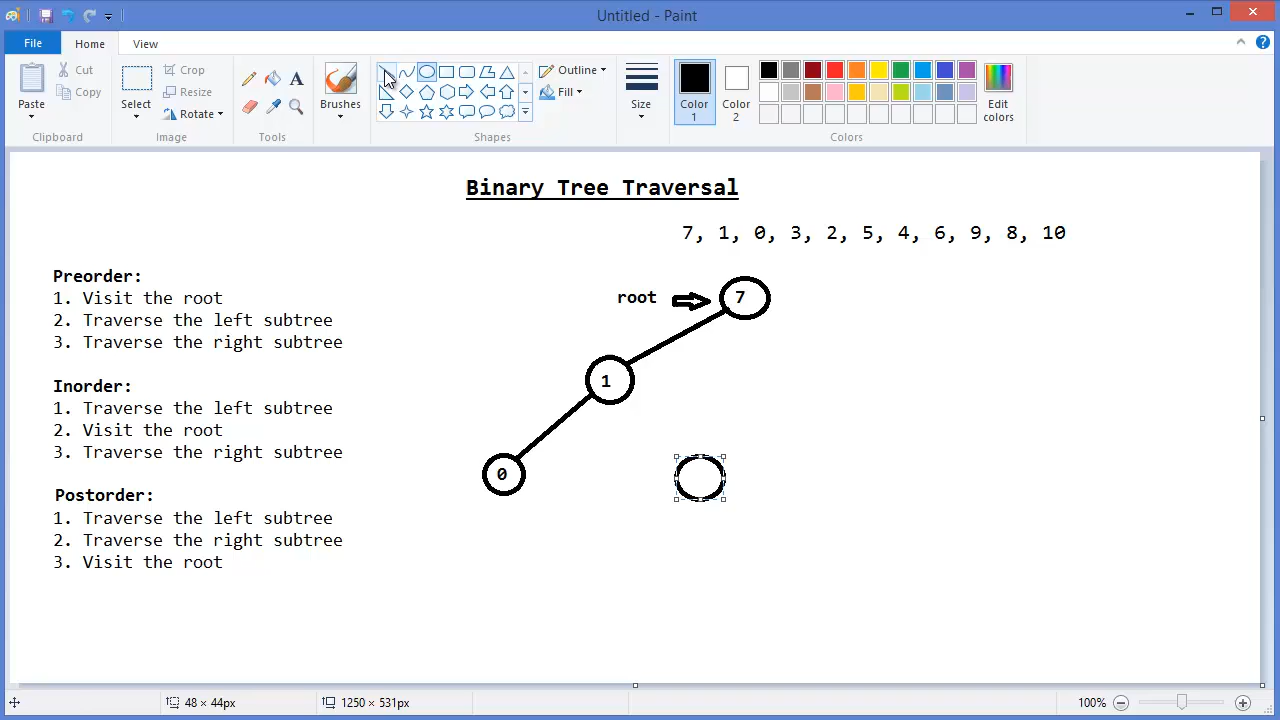 Untitled - Paint
File Home View
Paste
Cut
Copy
Clipboard
Select
Crop
Resize
Rotate
Image
Tools
Brushes
Shapes
Outline
Fill
Size
Color 1
Color 2
Edit colors
Colors
Binary Tree Traversal
7, 1, 0, 3, 2, 5, 4, 6, 9, 8, 10
Preorder:
1. Visit the root
2. Traverse the left subtree
3. Traverse the right subtree
Inorder:
1. Traverse the left subtree
2. Visit the root
3. Traverse the right subtree
Postorder:
1. Traverse the left subtree
2. Traverse the right subtree
3. Visit the root
root
7
1
0
48 × 44px
1250 × 531px
100%